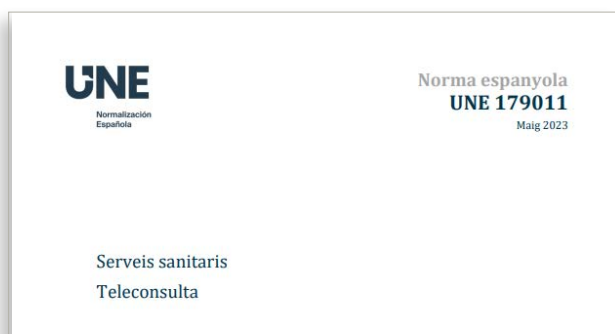 UNE
Normalización
Española
Norma espanyola
UNE 179011
Maig 2023
Serveis sanitaris
Teleconsulta